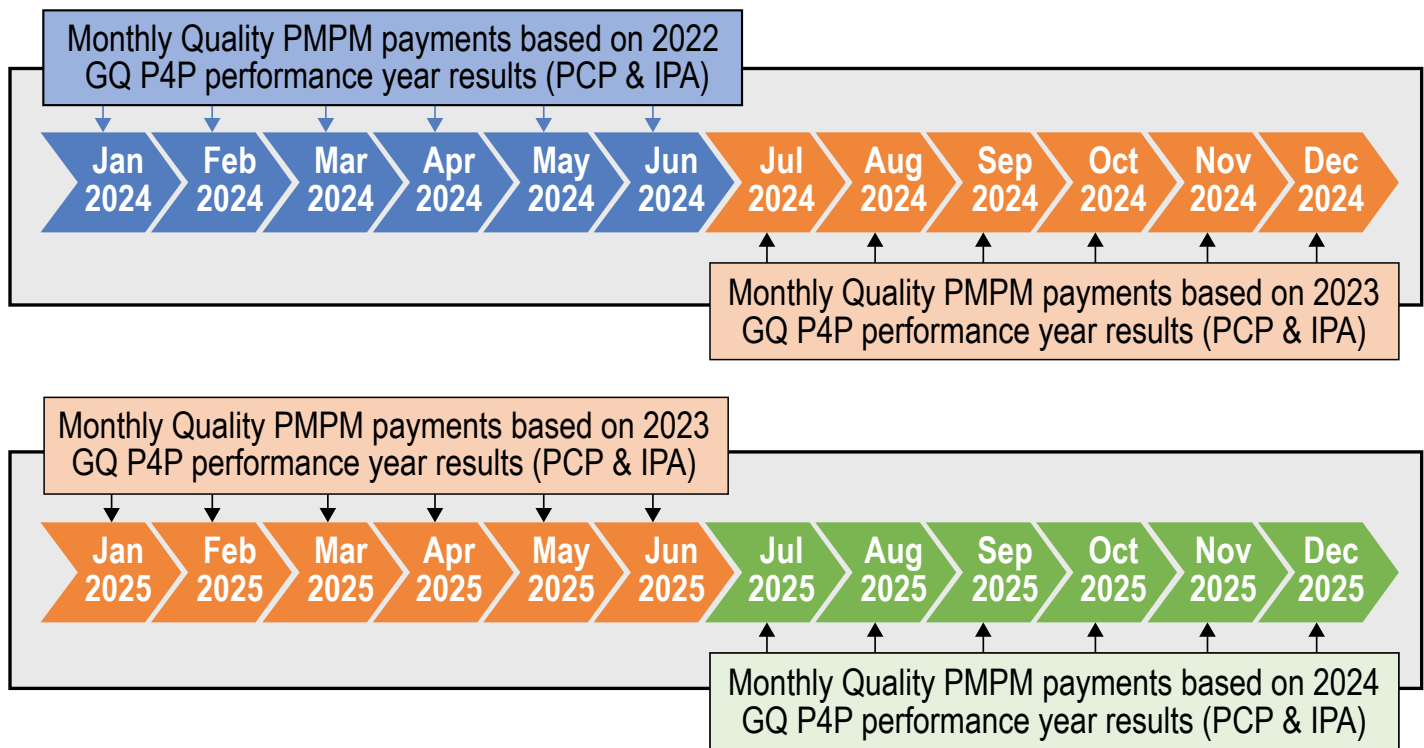 Monthly Quality PMPM payments based on 2022
GQ P4P performance year results (PCP & IPA)
Jan Feb Mar Apr May Jun Jul Aug Sep Oct Nov Dec
2024 2024 2024 2024 2024 2024 2024 2024 2024 2024 2024 2024
Monthly Quality PMPM payments based on 2023
GQ P4P performance year results (PCP & IPA)
Monthly Quality PMPM payments based on 2023
GQ P4P performance year results (PCP & IPA)
Jan Feb Mar Apr May Jun Jul Aug Sep Oct Nov Dec
2025 2025 2025 2025 2025 2025 2025 2025 2025 2025 2025 2025
Monthly Quality PMPM payments based on 2024
GQ P4P performance year results (PCP & IPA)